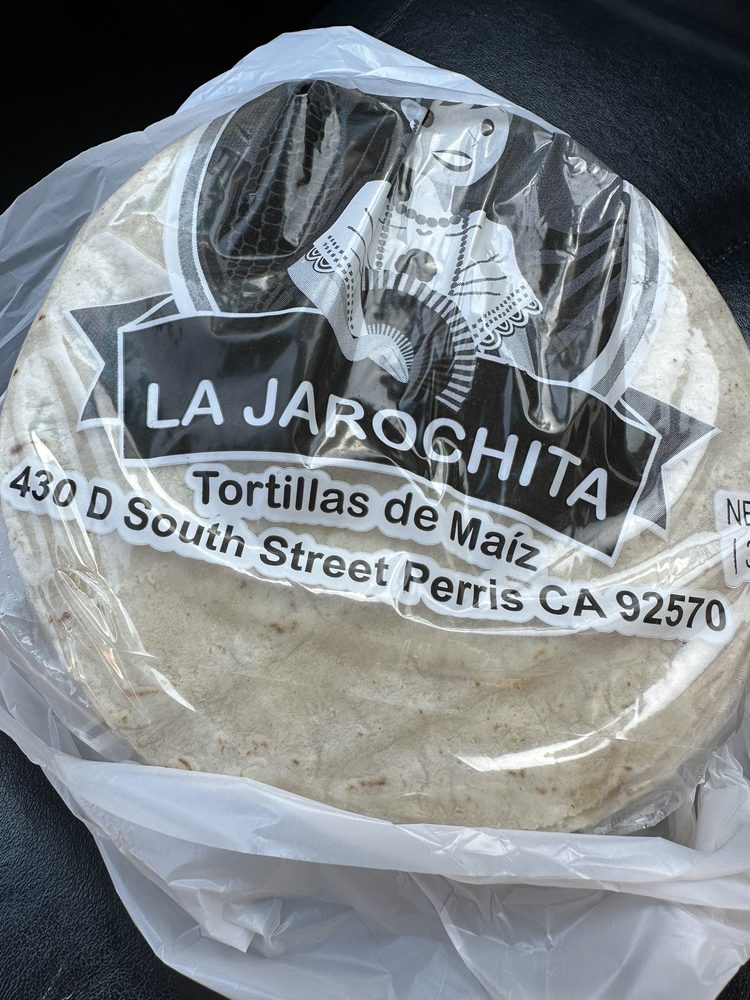 LA JAROCHITA
Tortillas de Maíz
430 D South Street Perris CA 92570